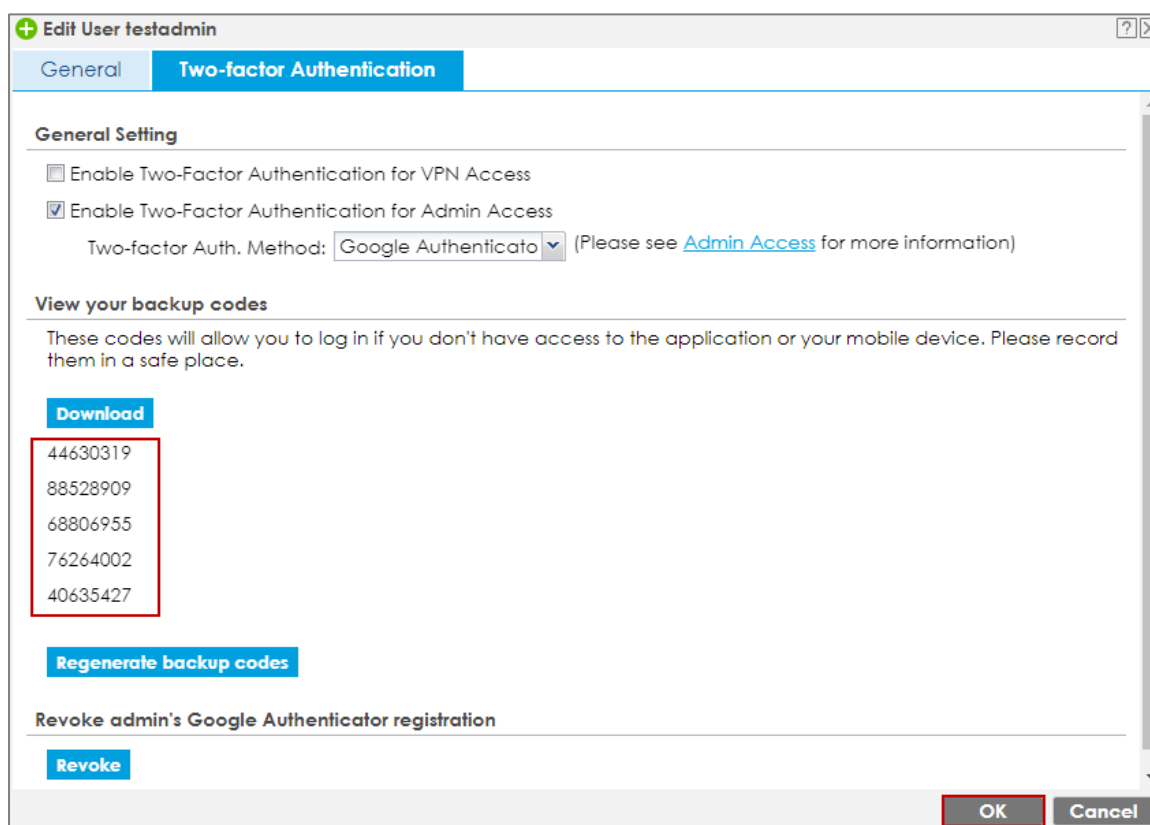 Edit User testadmin
General
Two-factor Authentication
General Setting
Enable Two-Factor Authentication for VPN Access
Enable Two-Factor Authentication for Admin Access
Two-factor Auth. Method: Google Authenticato (Please see Admin Access for more information)
View your backup codes
These codes will allow you to log in if you don't have access to the application or your mobile device. Please record
them in a safe place.
Download
44630319
88528909
68806955
76264002
40635427
Regenerate backup codes
Revoke admin's Google Authenticator registration
Revoke
OK
Cancel